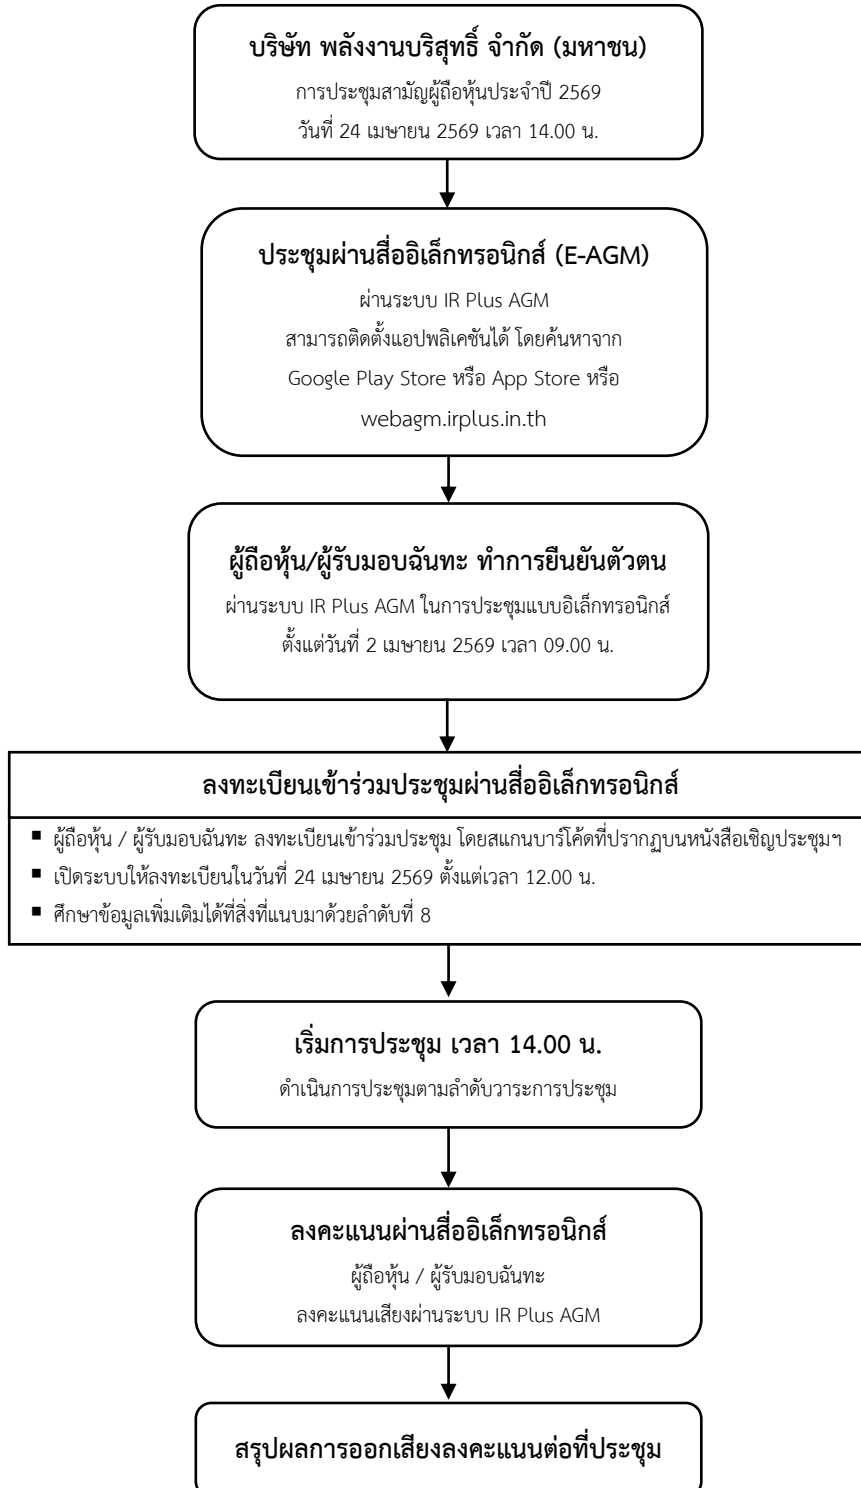 บริษัท พลังงานบริสุทธิ์ จำกัด (มหาชน)
การประชุมสามัญผู้ถือหุ้นประจำปี 2569
วันที่ 24 เมษายน 2569 เวลา 14.00 น.
ประชุมผ่านสื่ออิเล็กทรอนิกส์ (E-AGM)
ผ่านระบบ IR Plus AGM
สามารถติดตั้งแอปพลิเคชันได้ โดยค้นหาจาก
Google Play Store หรือ App Store หรือ
webagm.irplus.in.th
ผู้ถือหุ้น/ผู้รับมอบฉันทะ ทำการยืนยันตัวตน
ผ่านระบบ IR Plus AGM ในการประชุมแบบอิเล็กทรอนิกส์
ตั้งแต่วันที่ 2 เมษายน 2569 เวลา 09.00 น.
ลงทะเบียนเข้าร่วมประชุมผ่านสื่ออิเล็กทรอนิกส์
▪ ผู้ถือหุ้น / ผู้รับมอบฉันทะ ลงทะเบียนเข้าร่วมประชุม โดยสแกนบาร์โค้ดที่ปรากฏบนหนังสือเชิญประชุมฯ
▪ เปิดระบบให้ลงทะเบียนในวันที่ 24 เมษายน 2569 ตั้งแต่เวลา 12.00 น.
▪ ศึกษาข้อมูลเพิ่มเติมได้ที่สิ่งที่แนบมาด้วยลำดับที่ 8
เริ่มการประชุม เวลา 14.00 น.
ดำเนินการประชุมตามลำดับวาระการประชุม
ลงคะแนนผ่านสื่ออิเล็กทรอนิกส์
ผู้ถือหุ้น / ผู้รับมอบฉันทะ
ลงคะแนนเสียงผ่านระบบ IR Plus AGM
สรุปผลการออกเสียงลงคะแนนต่อที่ประชุม